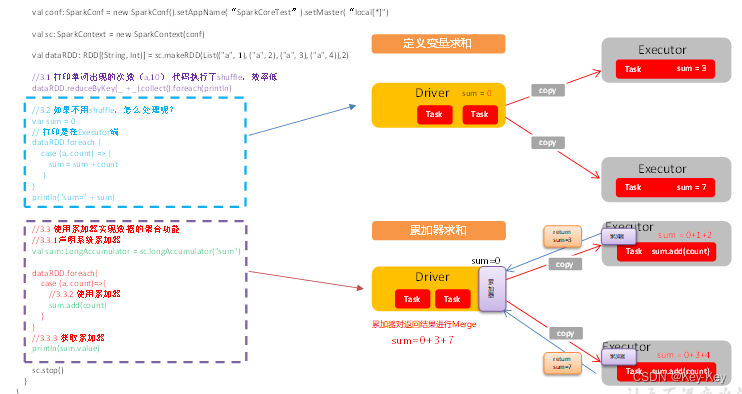 val conf: SparkConf = new SparkConf().setAppName(“SparkCoreTest”).setMaster(“local[*]")
val sc: SparkContext = new SparkContext(conf)
val dataRDD: RDD[(String, Int)] = sc.makeRDD(List(("a", 1), ("a", 2), ("a", 3), ("a", 4)),2)
//3.1 打印单词出现的次数（a,10） 代码执行了shuffle，效率低
dataRDD.reduceByKey(_ + _).collect().foreach(println)
//3.2 如果不用shuffle，怎么处理呢？
var sum = 0
// 打印是在Executor端
dataRDD.foreach {
case (a, count) => {
sum = sum + count
}
}
println("sum=" + sum)
//3.3 使用累加器实现数据的聚合功能
//3.3.1声明系统累加器
val sum: LongAccumulator = sc.longAccumulator("sum")
dataRDD.foreach{
case (a, count)=>{
//3.3.2 使用累加器
sum.add(count)
}
}
//3.3.3 获取累加器
println(sum.value)
sc.stop()
}
}
定义变量求和
Driver sum = 0
Task Task
copy
copy
Executor
Task sum = 3
Executor
Task sum = 7
累加器求和
sum=0
Driver
Task Task
累加器
累加器对返回结果进行Merge
sum=0+3+7
return
sum=3
copy
累加器
Executor
sum = 0+1+2
Task sum.add(count}
copy
return
sum=7
累加器
Executor
sum = 0+3+4
Task sum.add(count}
CSDN @Key-Key